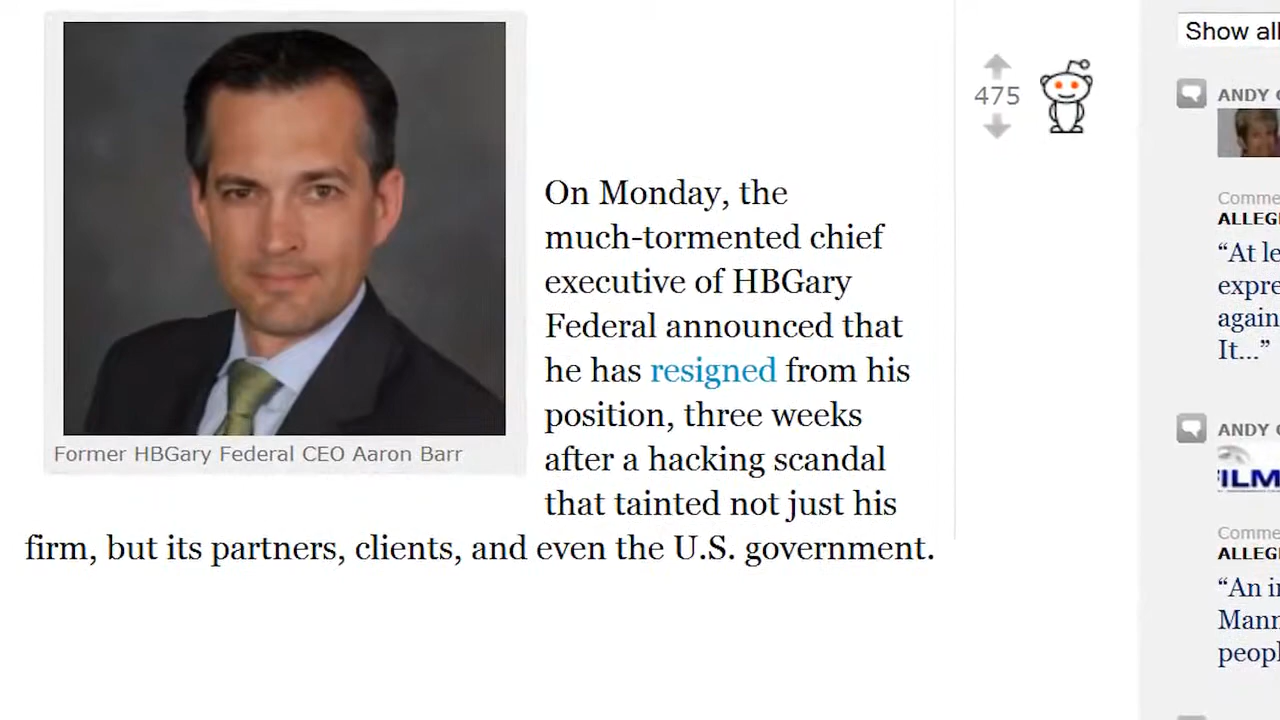 Former HBGary Federal CEO Aaron Barr
On Monday, the
much-tormented chief
executive of HBGary
Federal announced that
he has resigned from his
position, three weeks
after a hacking scandal
that tainted not just his
firm, but its partners, clients, and even the U.S. government.
475
Show all
ANDY
Comme
ALLEG
“At le
expre
again
It...”
ANDY
FILM
Comme
ALLEG
“An i
Mann
peopl